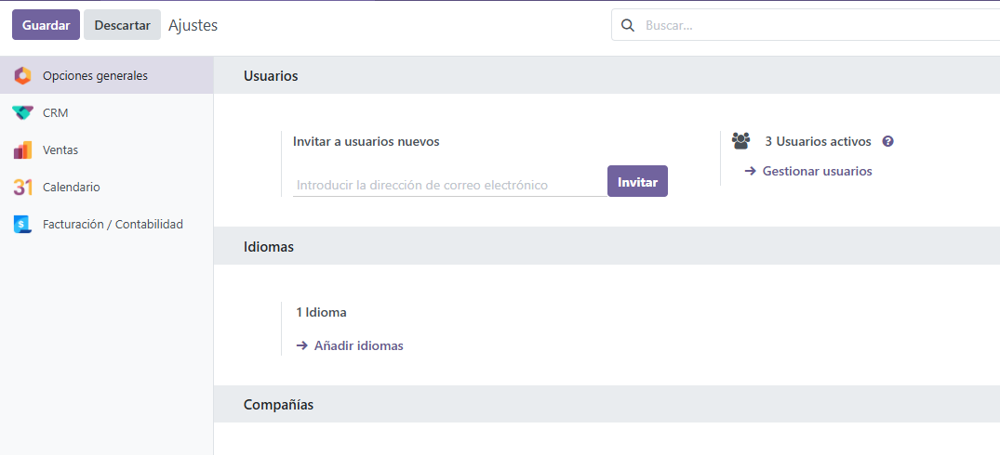 Guardar Descartar Ajustes Buscar...
Opciones generales
CRM
Ventas
31 Calendario
Facturación / Contabilidad
Usuarios
Invitar a usuarios nuevos
Introducir la dirección de correo electrónico Invitar
3 Usuarios activos ?
→ Gestionar usuarios
Idiomas
1 Idioma
→ Añadir idiomas
Compañías